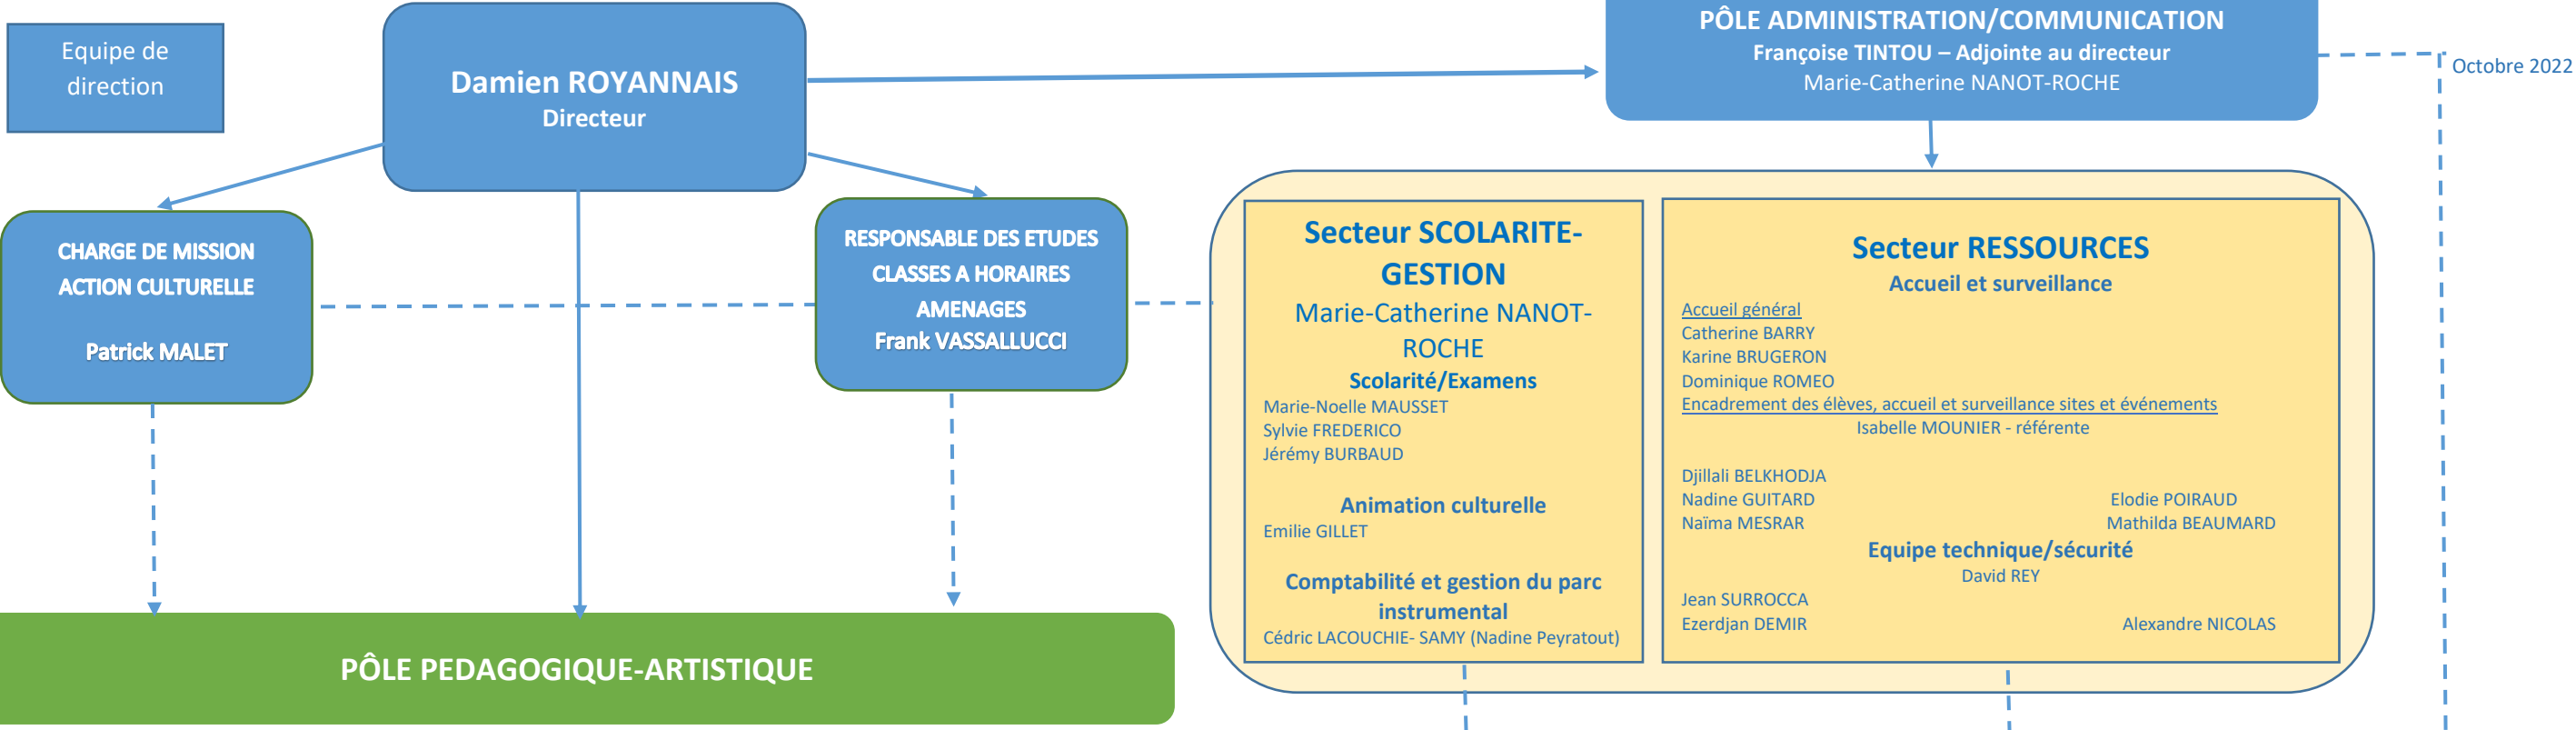 Equipe de
direction
Damien ROYANNAIS
Directeur
PÔLE ADMINISTRATION/COMMUNICATION
Françoise TINTOU – Adjointe au directeur
Marie-Catherine NANOT-ROCHE
Octobre 2022
CHARGE DE MISSION
ACTION CULTURELLE
Patrick MALET
RESPONSABLE DES ETUDES
CLASSES A HORAIRES
AMENAGES
Frank VASSALLUCCI
Secteur SCOLARITE-
GESTION
Marie-Catherine NANOT-
ROCHE
Scolarité/Examens
Marie-Noelle MAUSSET
Sylvie FREDERICO
Jérémy BURBAUD
Animation culturelle
Emilie GILLET
Comptabilité et gestion du parc
instrumental
Cédric LACOUCHIE- SAMY (Nadine Peyratout)
Secteur RESSOURCES
Accueil et surveillance
Accueil général
Catherine BARRY
Karine BRUGERON
Dominique ROMEO
Encadrement des élèves, accueil et surveillance sites et événements
Isabelle MOUNIER - référente
Djillali BELKHODJA
Nadine GUITARD Elodie POIRAUD
Naïma MESRAR Mathilda BEAUMARD
Equipe technique/sécurité
David REY
Jean SURROCCA
Ezerdjan DEMIR Alexandre NICOLAS
PÔLE PEDAGOGIQUE-ARTISTIQUE